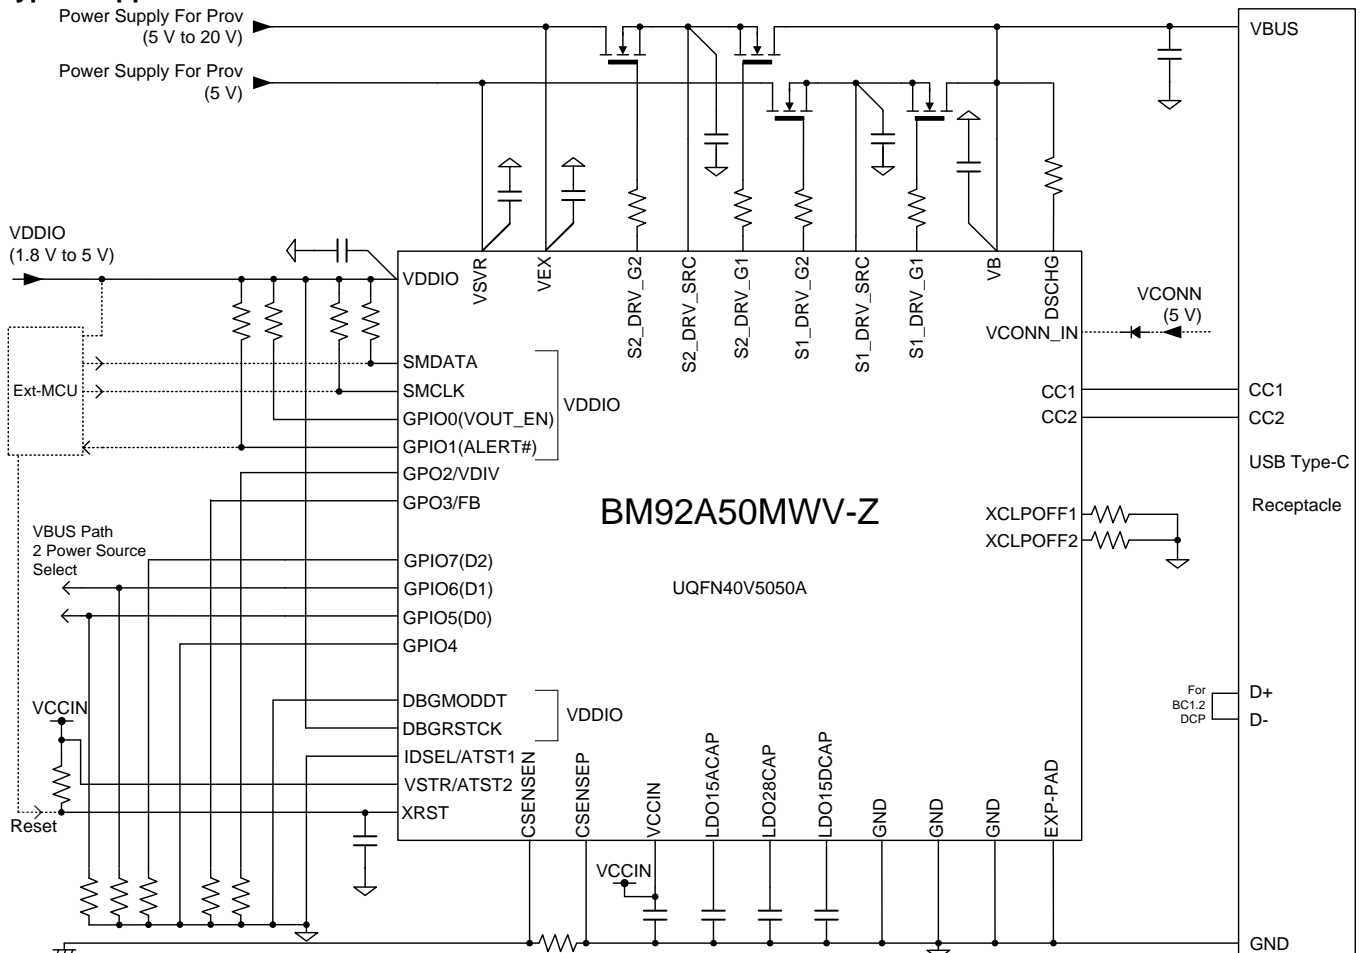 Power Supply For Prov
(5 V to 20 V)
Power Supply For Prov
(5 V)
VBUS
VDDIO
(1.8 V to 5 V)
VDDIO
VSVR
VEX
S2_DRV_G2
S2_DRV_SRC
S2_DRV_G1
S1_DRV_G2
S1_DRV_SRC
S1_DRV_G1
VB
DSCHG
VCONN
(5 V)
VCONN_IN
Ext-MCU
SMDATA
SMCLK
GPIO0(VOUT_EN)
GPIO1(ALERT#)
VDDIO
GPO2/VDIV
GPO3/FB
CC1
CC2
CC1
CC2
USB Type-C
Receptacle
BM92A50MWV-Z
UQFN40V5050A
XCLPOFF1
XCLPOFF2
VBUS Path
2 Power Source
Select
GPIO7(D2)
GPIO6(D1)
GPIO5(D0)
GPIO4
VCCIN
DBGMODDT
DBGRSTCK
VDDIO
IDSEL/ATST1
VSTR/ATST2
XRST
Reset
For
BC1.2
DCP
D+
D-
CSENSEN
CSENSEP
VCCIN
LDO15ACAP
LDO28CAP
LDO15DCAP
GND
GND
GND
EXP-PAD
VCCIN
GND